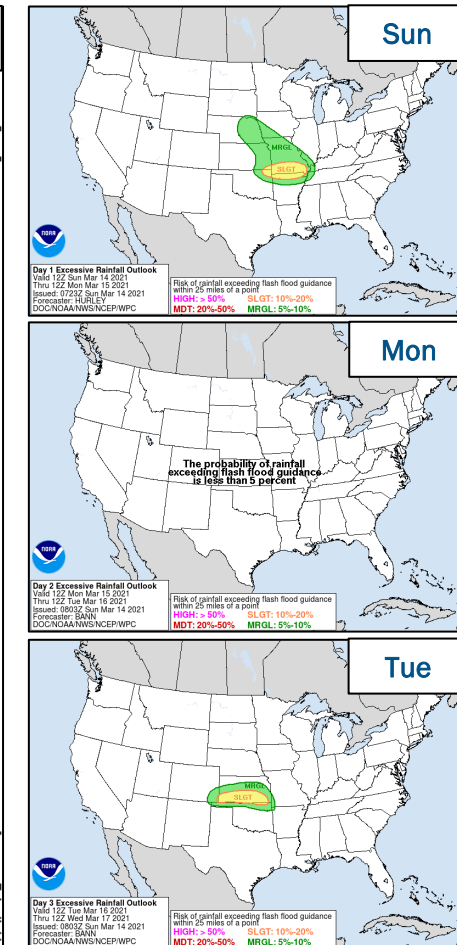 Sun
MRGL
SLGT
NOAA
Day 1 Excessive Rainfall Outlook
Valid 12Z Sun Mar 14 2021
Thru 12Z Mon Mar 15 2021
Issued: 0723Z Sun Mar 14 2021
Forecaster: HURLEY
DOC/NOAA/NWS/NCEP/WPC
Risk of rainfall exceeding flash flood guidance
within 25 miles of a point
HIGH: > 50% SLGT: 10%-20%
MDT: 20%-50% MRGL: 5%-10%
Mon
The probability of rainfall
exceeding flash flood guidance
is less than 5 percent
NOAA
Day 2 Excessive Rainfall Outlook
Valid 12Z Mon Mar 15 2021
Thru 12Z Tue Mar 16 2021
Issued: 0803Z Sun Mar 14 2021
Forecaster: BANN
DOC/NOAA/NWS/NCEP/WPC
Risk of rainfall exceeding flash flood guidance
within 25 miles of a point
HIGH: > 50% SLGT: 10%-20%
MDT: 20%-50% MRGL: 5%-10%
Tue
MRGL
SLGT
NOAA
Day 3 Excessive Rainfall Outlook
Valid 12Z Tue Mar 16 2021
Thru 12Z Wed Mar 17 2021
Issued: 0803Z Sun Mar 14 2021
Forecaster: BANN
DOC/NOAA/NWS/NCEP/WPC
Risk of rainfall exceeding flash flood guidance
within 25 miles of a point
HIGH: > 50% SLGT: 10%-20%
MDT: 20%-50% MRGL: 5%-10%